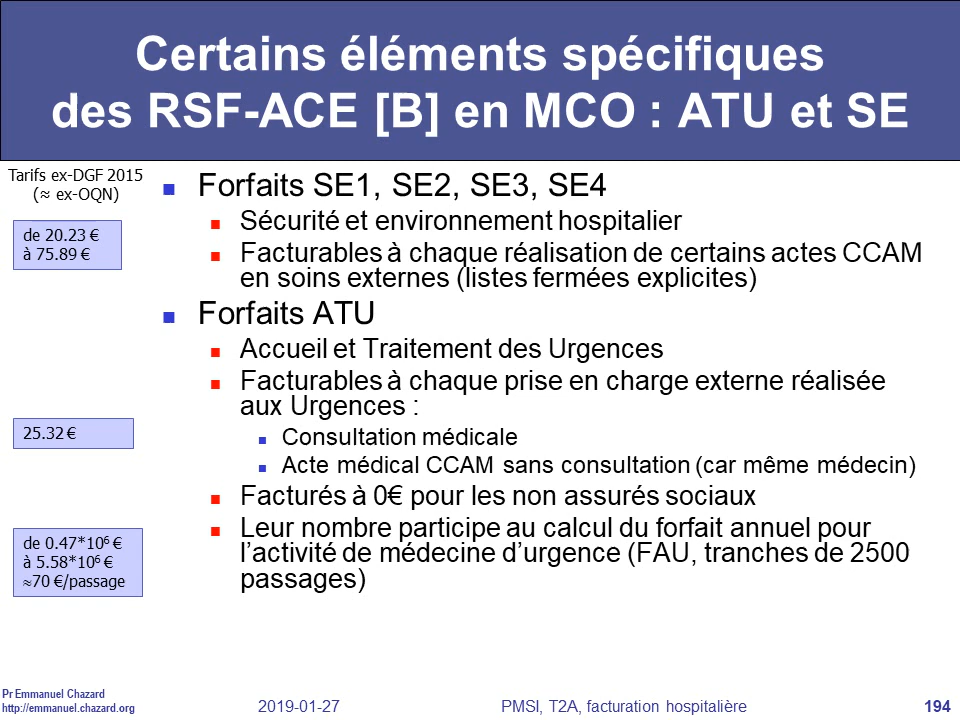 Certains éléments spécifiques
des RSF-ACE [B] en MCO : ATU et SE
Tarifs ex-DGF 2015
(≈ ex-OQN)
de 20.23 €
à 75.89 €
Forfaits SE1, SE2, SE3, SE4
Sécurité et environnement hospitalier
Facturables à chaque réalisation de certains actes CCAM
en soins externes (listes fermées explicites)
Forfaits ATU
Accueil et Traitement des Urgences
Facturables à chaque prise en charge externe réalisée
aux Urgences :
25.32 €
Consultation médicale
Acte médical CCAM sans consultation (car même médecin)
Facturés à 0€ pour les non assurés sociaux
de 0.47*10⁶ €
à 5.58*10⁶ €
≈70 €/passage
Leur nombre participe au calcul du forfait annuel pour
l’activité de médecine d’urgence (FAU, tranches de 2500
passages)
Pr Emmanuel Chazard
http://emmanuel.chazard.org
2019-01-27
PMSI, T2A, facturation hospitalière
194